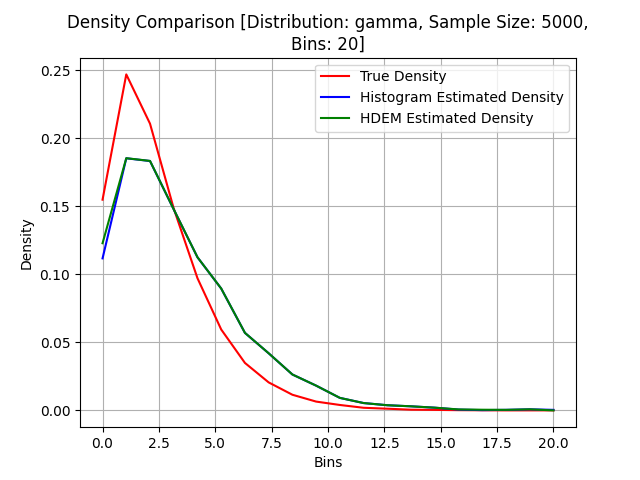 Density Comparison [Distribution: gamma, Sample Size: 5000,
Bins: 20]
True Density
Histogram Estimated Density
HDEM Estimated Density
Density
0.25
0.20
0.15
0.10
0.05
0.00
0.0 2.5 5.0 7.5 10.0 12.5 15.0 17.5 20.0
Bins